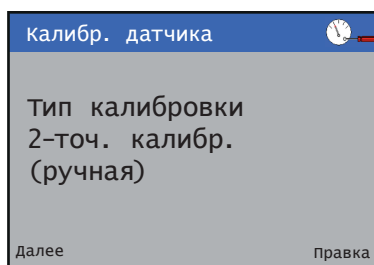 Калибр. датчика
Тип калибровки
2-точ. калибр.
(ручная)
Далее Правка